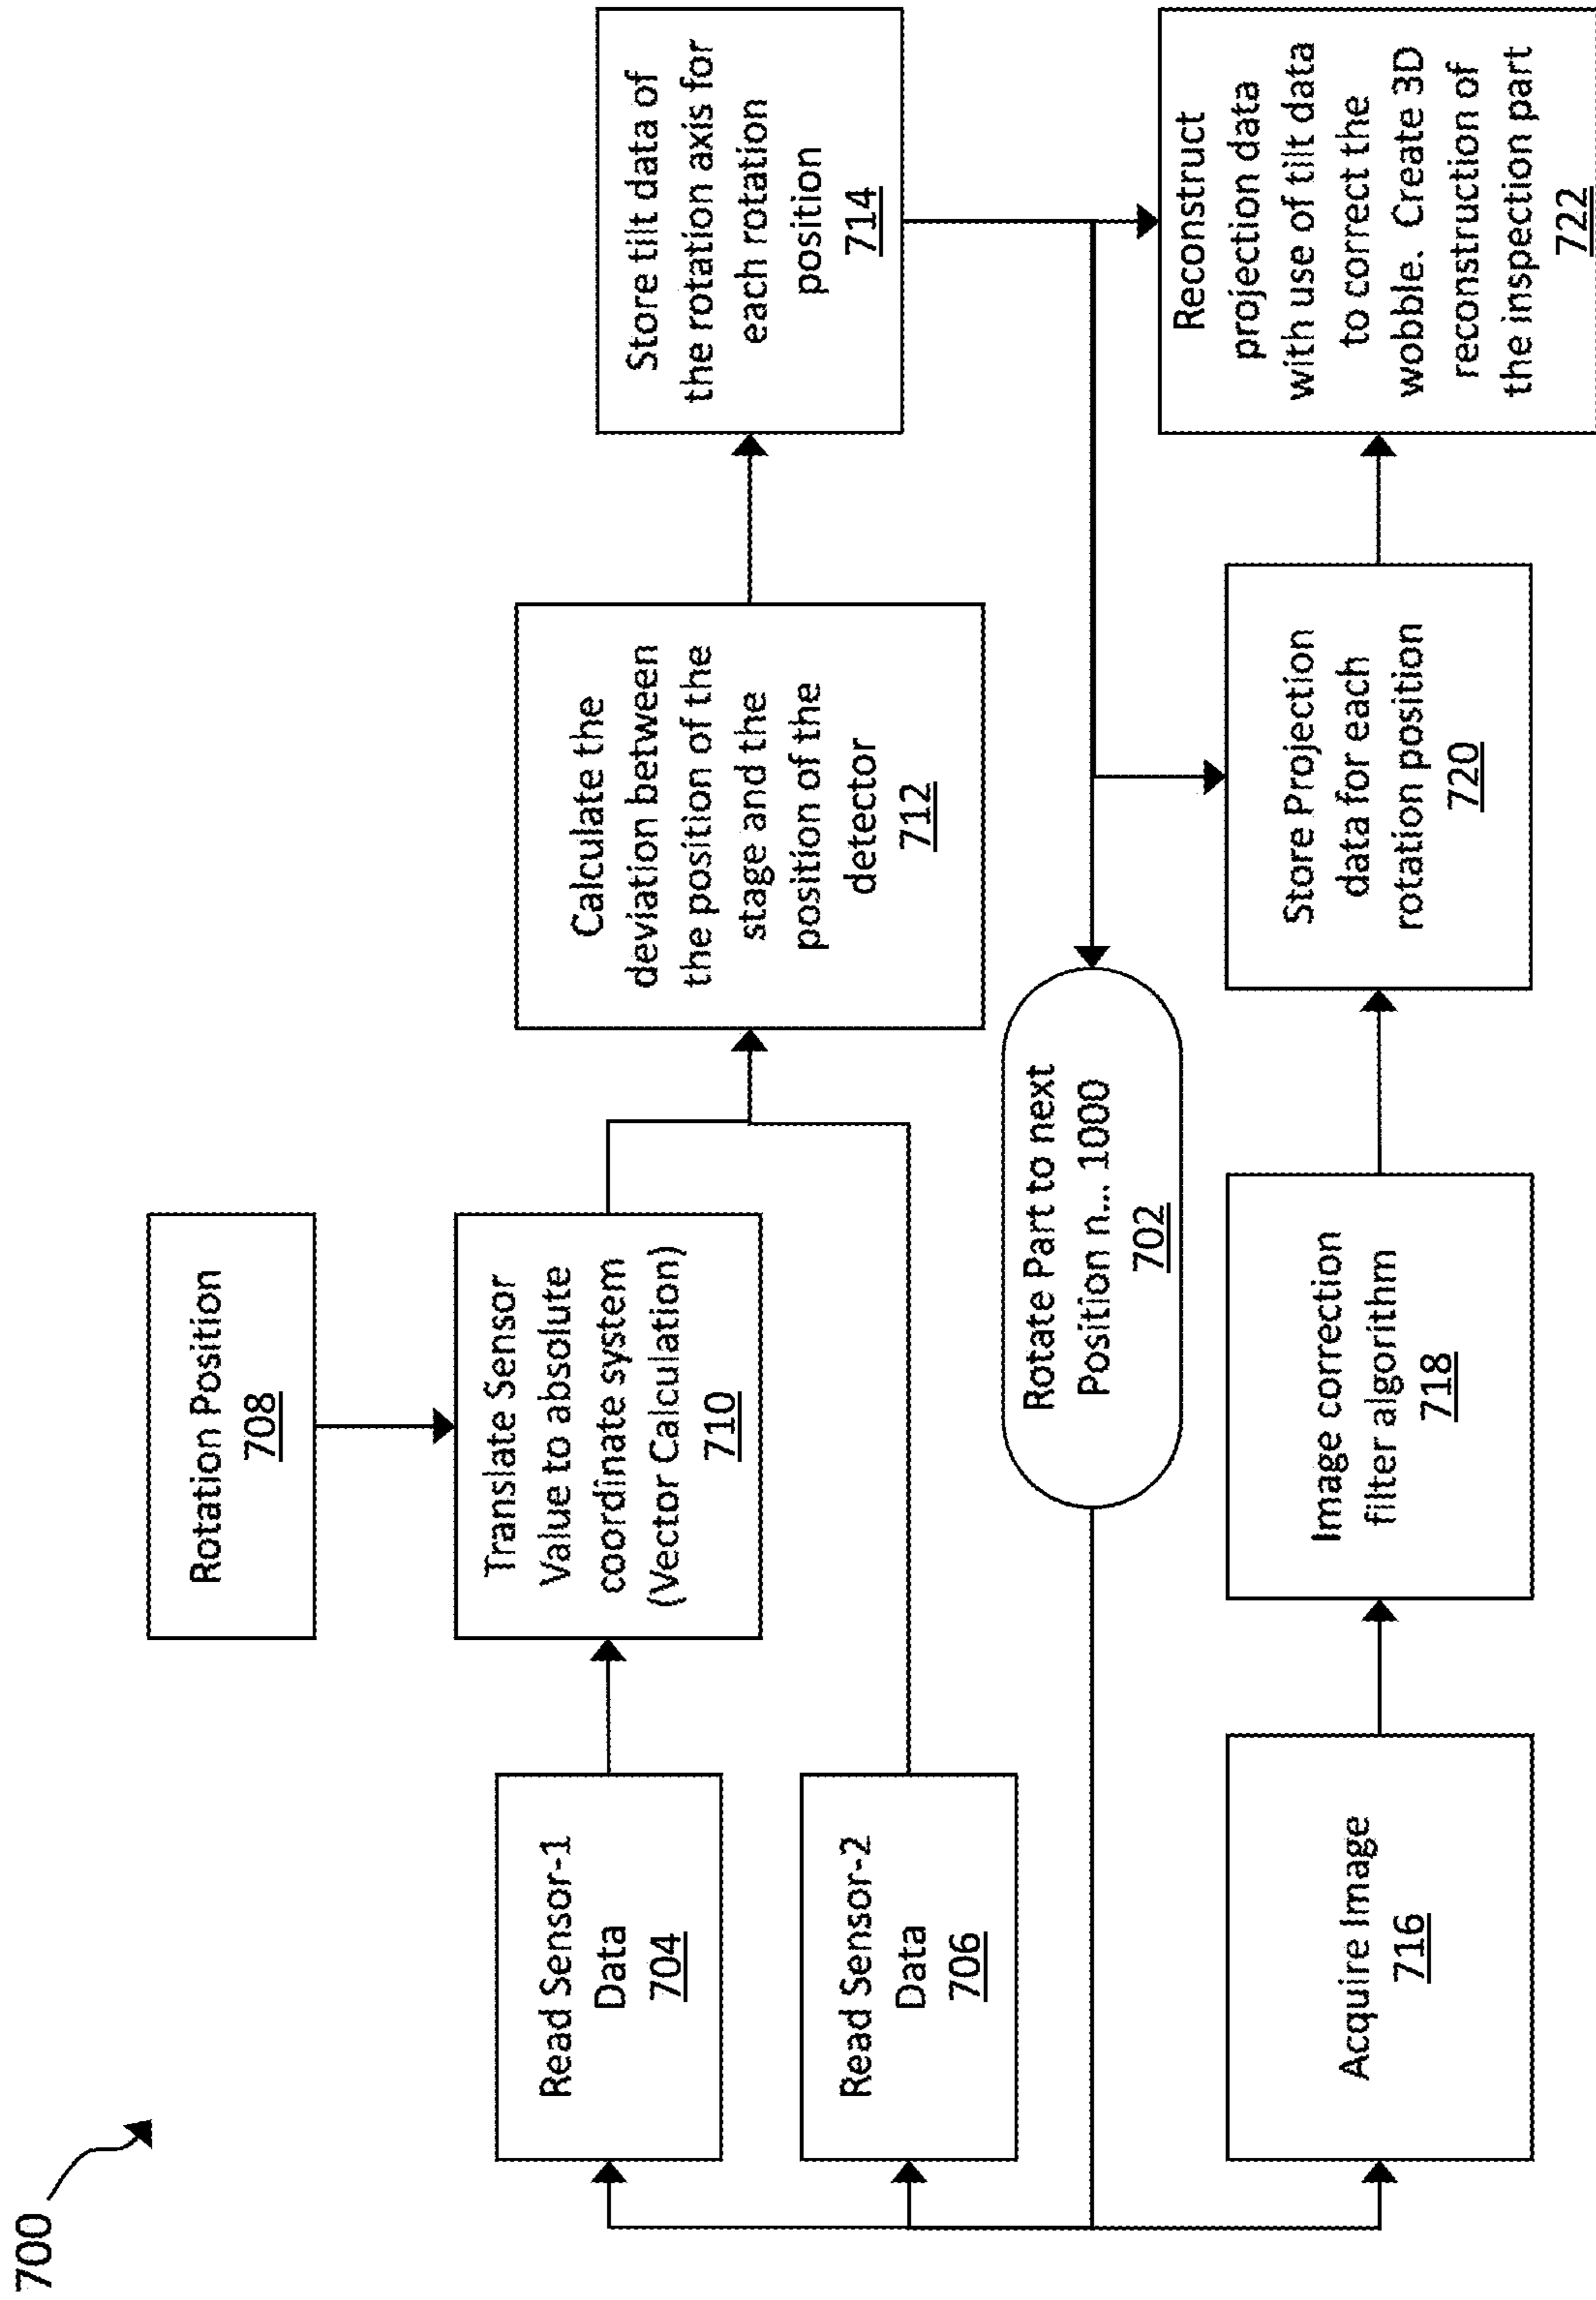 700
Rotation Position
708
Read Sensor-1
Data
704
Translate Sensor
Value to absolute
coordinate system
(Vector Calculation)
710
Calculate the
deviation between
the position of the
stage and the
position of the
detector
712
Store tilt data of
the rotation axis for
each rotation
position
714
Read Sensor-2
Data
706
Rotate Part to next
Position n... 1000
702
Acquire Image
716
Image correction
filter algorithm
718
Store Projection
data for each
rotation position
720
Reconstruct
projection data
with use of tilt data
to correct the
wobble. Create 3D
reconstruction of
the inspection part
722